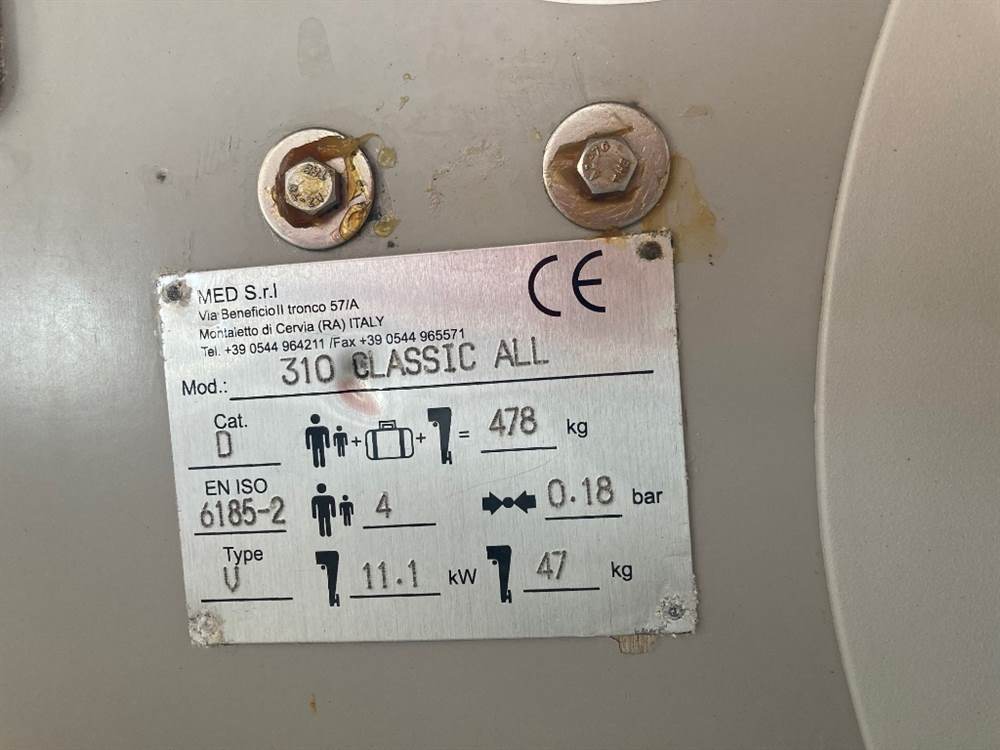 MED S.r.l
CE
Via Beneficio II tronco 57/A
Montaletto di Cervia (RA) ITALY
Tel. +39 0544 964211 /Fax +39 0544 965571
Mod.: 310 CLASSIC ALL
Cat.
D
+ + = 478 kg
EN ISO
6185-2
4
0.18 bar
Type
V
11.1 kW
47 kg